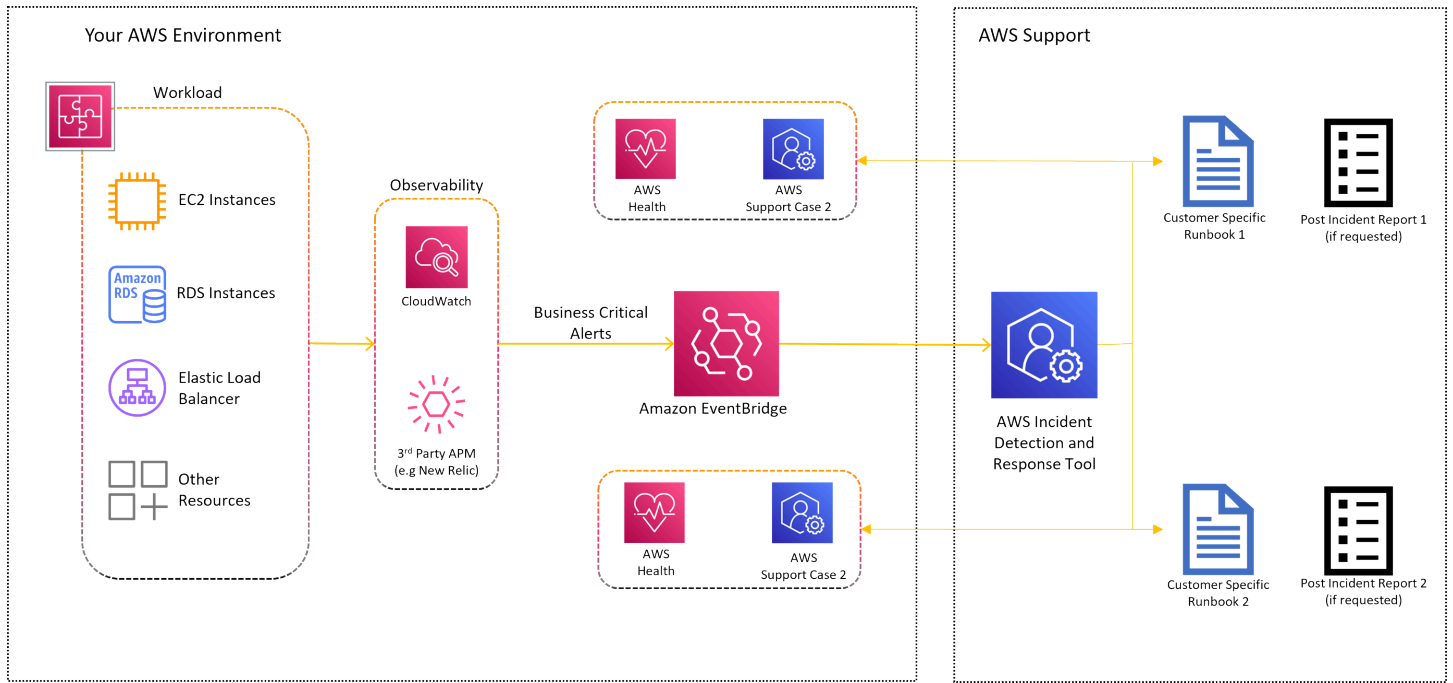 Your AWS Environment
Workload
EC2 Instances
Amazon
RDS
RDS Instances
Elastic Load
Balancer
Other
Resources
Observability
CloudWatch
3rd Party APM
(e.g New Relic)
Business Critical
Alerts
AWS
Health
AWS
Support Case 2
Amazon EventBridge
AWS
Health
AWS
Support Case 2
AWS Support
AWS Incident
Detection and
Response Tool
Customer Specific
Runbook 1
Post Incident Report 1
(if requested)
Customer Specific
Runbook 2
Post Incident Report 2
(if requested)